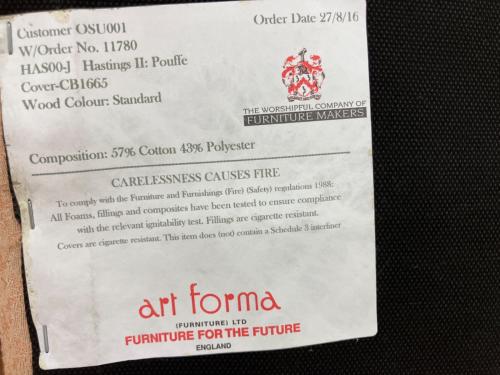 Customer OSU001
Order Date 27/8/16
W/Order No. 11780
HAS00-J Hastings II: Pouffe
Cover-CB1665
Wood Colour: Standard
THE WORSHIPFUL COMPANY OF
FURNITURE MAKERS
Composition: 57% Cotton 43% Polyester
CARELESSNESS CAUSES FIRE
To comply with the Furniture and Furnishings (Fire) (Safety) regulations 1988:
All Foams, fillings and composites have been tested to ensure compliance
with the relevant ignitability test. Fillings are cigarette resistant.
Covers are cigarette resistant. This item does (not) contain a Schedule 3 interliner
art forma
(FURNITURE) LTD
FURNITURE FOR THE FUTURE
ENGLAND